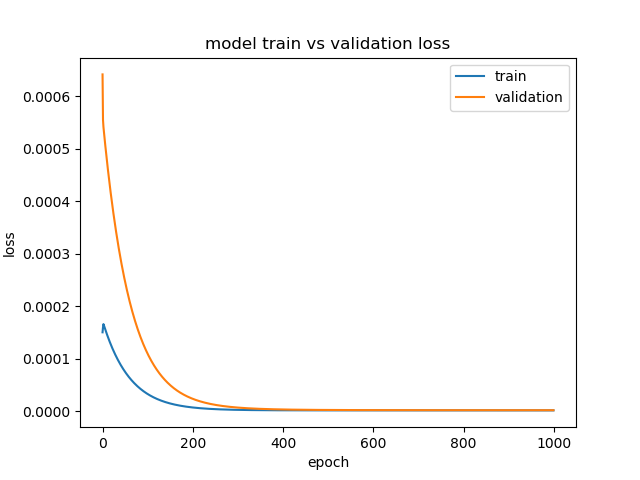 model train vs validation loss
train
validation
0.0006
0.0005
0.0004
0.0003
0.0002
0.0001
0.0000
loss
0 200 400 600 800 1000
epoch